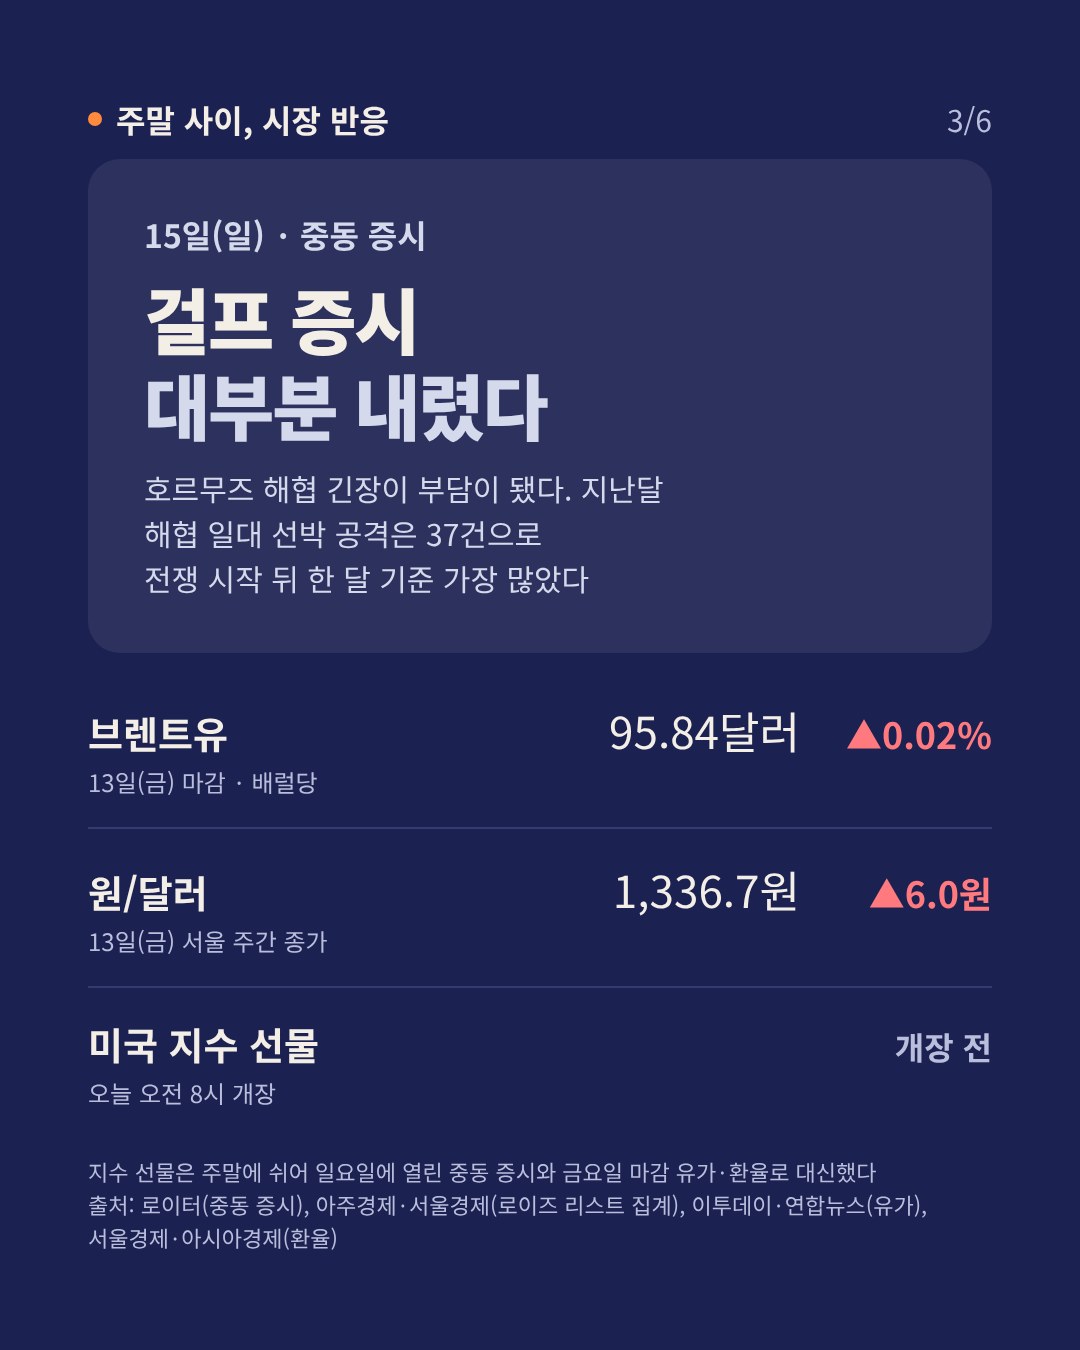 주말 사이, 시장 반응
3/6
15일(일) · 중동 증시
걸프 증시
대부분 내렸다
호르무즈 해협 긴장이 부담이 됐다. 지난달
해협 일대 선박 공격은 37건으로
전쟁 시작 뒤 한 달 기준 가장 많았다
브렌트유 95.84달러 ▲0.02%
13일(금) 마감 · 배럴당
원/달러 1,336.7원 ▲6.0원
13일(금) 서울 주간 종가
미국 지수 선물 개장 전
오늘 오전 8시 개장
지수 선물은 주말에 쉬어 일요일에 열린 중동 증시와 금요일 마감 유가·환율로 대신했다
출처: 로이터(중동 증시), 아주경제·서울경제(로이즈 리스트 집계), 이투데이·연합뉴스(유가),
서울경제·아시아경제(환율)